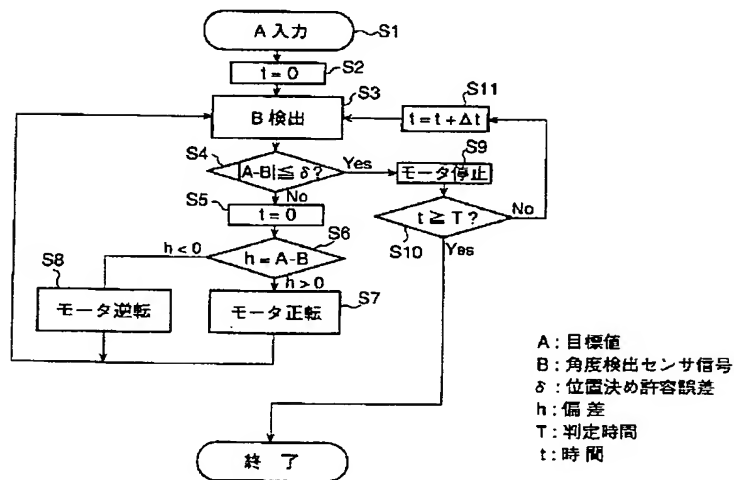 A 入力
S1
S2
t = 0
S3
B 検出
S11
t = t + Δt
S4
|A-B| ≦ δ?
Yes
S9
モータ停止
No
S5
t = 0
t ≧ T ?
No
S10
Yes
S6
h = A-B
h < 0
h > 0
S8
モータ逆転
S7
モータ正転
終 了
A : 目標値
B : 角度検出センサ信号
δ : 位置決め許容誤差
h : 偏 差
T : 判定時間
t : 時 間